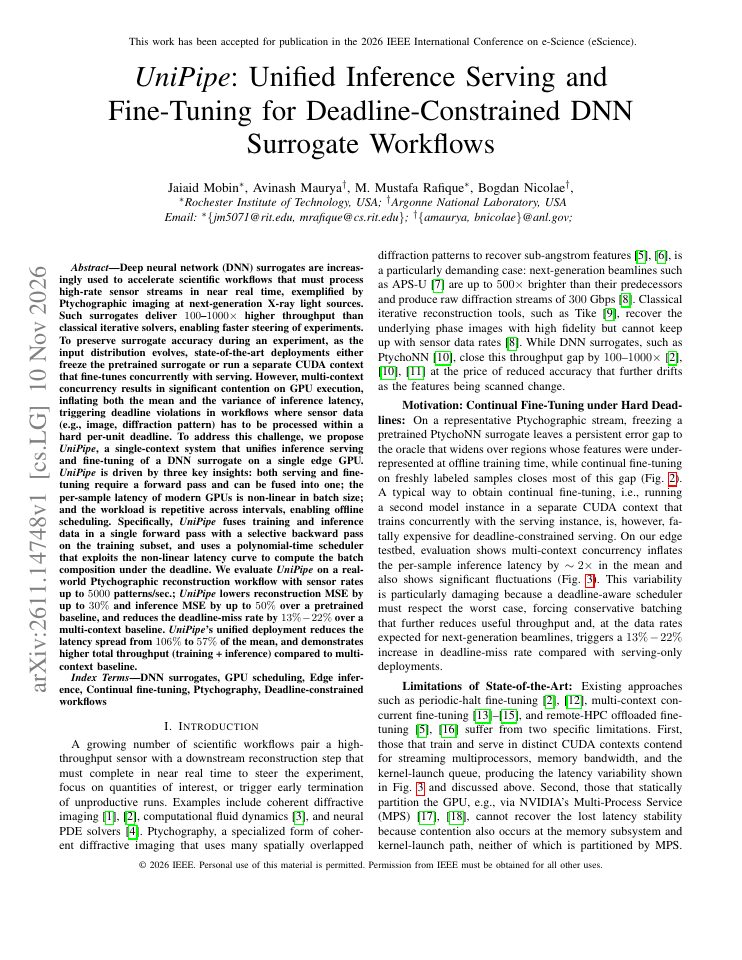 This work has been accepted for publication in the 2026 IEEE International Conference on e-Science (eScience).
UniPipe: Unified Inference Serving and
Fine-Tuning for Deadline-Constrained DNN
Surrogate Workflows
Jaiaid Mobin∗, Avinash Maurya†, M. Mustafa Rafique∗, Bogdan Nicolae†,
∗Rochester Institute of Technology, USA; †Argonne National Laboratory, USA
Email: ∗{jm5071@rit.edu, mrafique@cs.rit.edu}; †{amaurya, bnicolae}@anl.gov;
arXiv:2611.14748v1 [cs.LG] 10 Nov 2026
Abstract—Deep neural network (DNN) surrogates are increas-
ingly used to accelerate scientific workflows that must process
high-rate sensor streams in near real time, exemplified by
Ptychographic imaging at next-generation X-ray light sources.
Such surrogates deliver 100–1000× higher throughput than
classical iterative solvers, enabling faster steering of experiments.
To preserve surrogate accuracy during an experiment, as the
input distribution evolves, state-of-the-art deployments either
freeze the pretrained surrogate or run a separate CUDA context
that fine-tunes concurrently with serving. However, multi-context
concurrency results in significant contention on GPU execution,
inflating both the mean and the variance of inference latency,
triggering deadline violations in workflows where sensor data
(e.g., image, diffraction pattern) has to be processed within a
hard per-unit deadline. To address this challenge, we propose
UniPipe, a single-context system that unifies inference serving
and fine-tuning of a DNN surrogate on a single edge GPU.
UniPipe is driven by three key insights: both serving and fine-
tuning require a forward pass and can be fused into one; the
per-sample latency of modern GPUs is non-linear in batch size;
and the workload is repetitive across intervals, enabling offline
scheduling. Specifically, UniPipe fuses training and inference
data in a single forward pass with a selective backward pass
on the training subset, and uses a polynomial-time scheduler
that exploits the non-linear latency curve to compute the batch
composition under the deadline. We evaluate UniPipe on a real-
world Ptychographic reconstruction workflow with sensor rates
up to 5000 patterns/sec.; UniPipe lowers reconstruction MSE by
up to 30% and inference MSE by up to 50% over a pretrained
baseline, and reduces the deadline-miss rate by 13%−22% over a
multi-context baseline. UniPipe's unified deployment reduces the
latency spread from 106% to 57% of the mean, and demonstrates
higher total throughput (training + inference) compared to multi-
context baseline.
Index Terms—DNN surrogates, GPU scheduling, Edge infer-
ence, Continual fine-tuning, Ptychography, Deadline-constrained
workflows
I. INTRODUCTION
A growing number of scientific workflows pair a high-
throughput sensor with a downstream reconstruction step that
must complete in near real time to steer the experiment,
focus on quantities of interest, or trigger early termination
of unproductive runs. Examples include coherent diffractive
imaging [1], [2], computational fluid dynamics [3], and neural
PDE solvers [4]. Ptychography, a specialized form of coher-
ent diffractive imaging that uses many spatially overlapped
diffraction patterns to recover sub-angstrom features [5], [6], is
a particularly demanding case: next-generation beamlines such
as APS-U [7] are up to 500× brighter than their predecessors
and produce raw diffraction streams of 300 Gbps [8]. Classical
iterative reconstruction tools, such as Tike [9], recover the
underlying phase images with high fidelity but cannot keep
up with sensor data rates [8]. While DNN surrogates, such as
PtychoNN [10], close this throughput gap by 100–1000× [2],
[10], [11] at the price of reduced accuracy that further drifts
as the features being scanned change.
Motivation: Continual Fine-Tuning under Hard Dead-
lines: On a representative Ptychographic stream, freezing a
pretrained PtychoNN surrogate leaves a persistent error gap to
the oracle that widens over regions whose features were under-
represented at offline training time, while continual fine-tuning
on freshly labeled samples closes most of this gap (Fig. 2).
A typical way to obtain continual fine-tuning, i.e., running
a second model instance in a separate CUDA context that
trains concurrently with the serving instance, is, however, fa-
tally expensive for deadline-constrained serving. On our edge
testbed, evaluation shows multi-context concurrency inflates
the per-sample inference latency by ∼ 2× in the mean and
also shows significant fluctuations (Fig. 3). This variability
is particularly damaging because a deadline-aware scheduler
must respect the worst case, forcing conservative batching
that further reduces useful throughput and, at the data rates
expected for next-generation beamlines, triggers a 13%−22%
increase in deadline-miss rate compared with serving-only
deployments.
Limitations of State-of-the-Art: Existing approaches
such as periodic-halt fine-tuning [2], [12], multi-context con-
current fine-tuning [13]–[15], and remote-HPC offloaded fine-
tuning [5], [16] suffer from two specific limitations. First,
those that train and serve in distinct CUDA contexts contend
for streaming multiprocessors, memory bandwidth, and the
kernel-launch queue, producing the latency variability shown
in Fig. 3 and discussed above. Second, those that statically
partition the GPU, e.g., via NVIDIA's Multi-Process Service
(MPS) [17], [18], cannot recover the lost latency stability
because contention also occurs at the memory subsystem and
kernel-launch path, neither of which is partitioned by MPS.
© 2026 IEEE. Personal use of this material is permitted. Permission from IEEE must be obtained for all other uses.